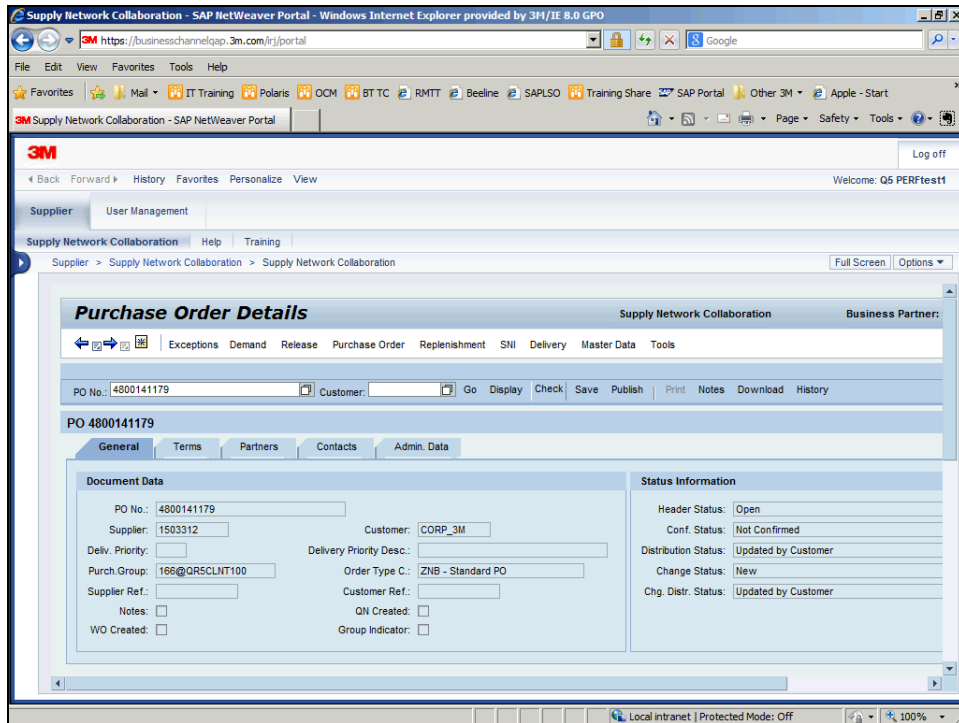 Supply Network Collaboration - SAP NetWeaver Portal - Windows Internet Explorer provided by 3M/IE 8.0 GPO
3M https://businesschannelqap.3m.com/irj/portal Google
File Edit View Favorites Tools Help
Favorites Mail IT Training Polaris OCM BT TC RMTT Beeline SAPLSO Training Share SAP Portal Other 3M Apple - Start
3M Supply Network Collaboration - SAP NetWeaver Portal Page Safety Tools
3M Log off
Back Forward History Favorites Personalize View Welcome: Q5 PERFtest1
Supplier User Management
Supply Network Collaboration Help Training
Supplier > Supply Network Collaboration > Supply Network Collaboration Full Screen Options
Purchase Order Details Supply Network Collaboration Business Partner:
Exceptions Demand Release Purchase Order Replenishment SNI Delivery Master Data Tools
PO No.: 4800141179 Customer: Go Display Check Save Publish Print Notes Download History
PO 4800141179
General Terms Partners Contacts Admin. Data
Document Data Status Information
PO No.: 4800141179 Header Status: Open
Supplier: 1503312 Customer: CORP_3M Conf. Status: Not Confirmed
Deliv. Priority: Delivery Priority Desc.: Distribution Status: Updated by Customer
Purch.Group: 166@QR5CLNT100 Order Type C.: ZNB - Standard PO Change Status: New
Supplier Ref.: Customer Ref.: Chg. Distr. Status: Updated by Customer
Notes: QN Created:
WO Created: Group Indicator:
Local intranet | Protected Mode: Off 100%